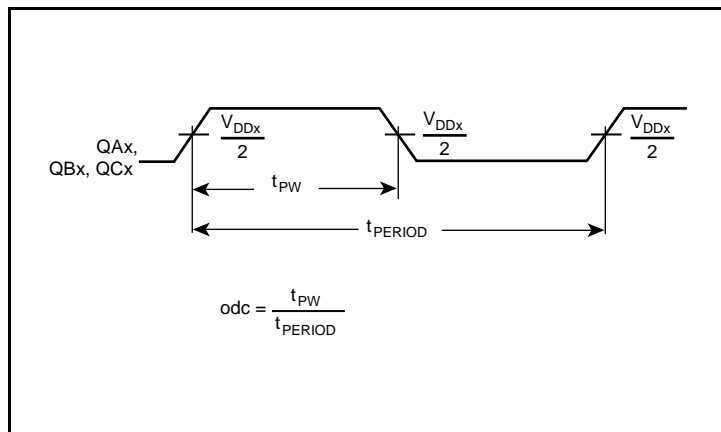 V_DDx / 2
V_DDx / 2
V_DDx / 2
QAx,
QBx, QCx
t_PW
t_PERIOD
odc = t_PW / t_PERIOD